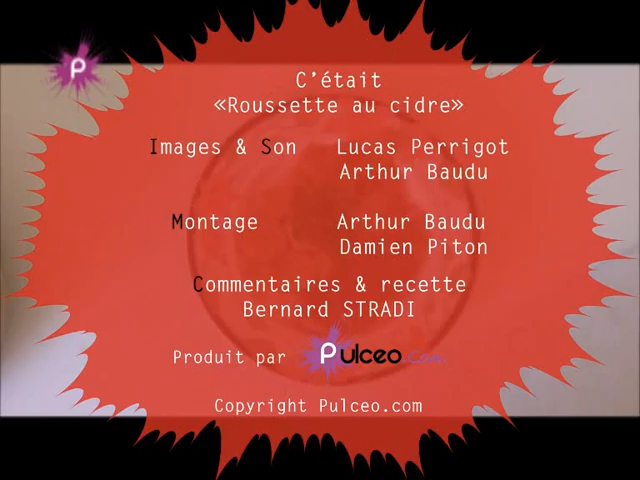 P
C'était
«Roussette au cidre»
Images & Son Lucas Perrigot
Arthur Baudu
Montage Arthur Baudu
Damien Piton
Commentaires & recette
Bernard STRADI
Produit par Pulceo.com
Copyright Pulceo.com